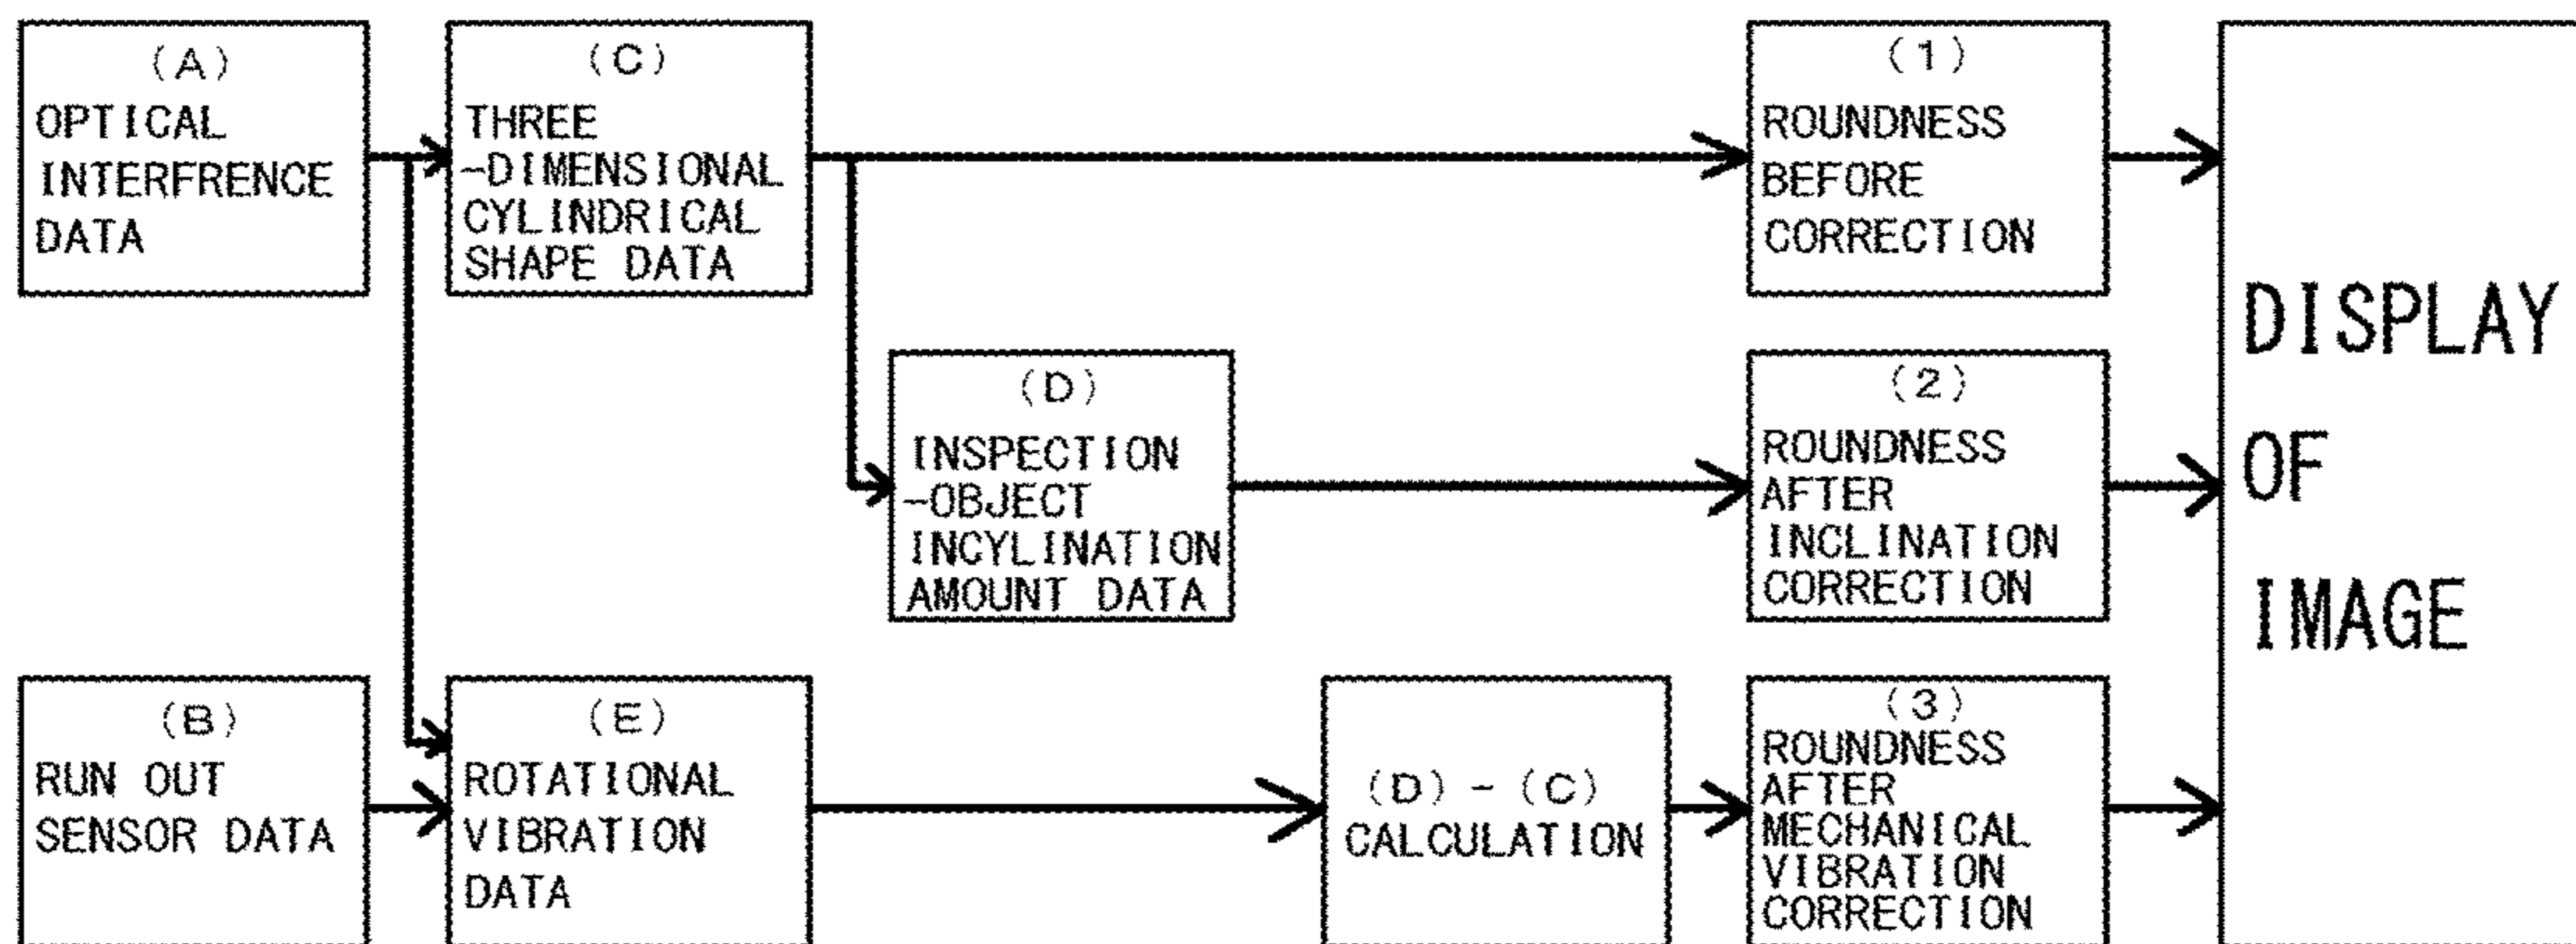 (A)
OPTICAL
INTERFRENCE
DATA
(C)
THREE
-DIMENSIONAL
CYLINDRICAL
SHAPE DATA
(1)
ROUNDNESS
BEFORE
CORRECTION
(D)
INSPECTION
-OBJECT
INCYLINATION
AMOUNT DATA
(2)
ROUNDNESS
AFTER
INCLINATION
CORRECTION
(B)
RUN OUT
SENSOR DATA
(E)
ROTATIONAL
VIBRATION
DATA
(D) - (C)
CALCULATION
(3)
ROUNDNESS
AFTER
MECHANICAL
VIBRATION
CORRECTION
DISPLAY
OF
IMAGE